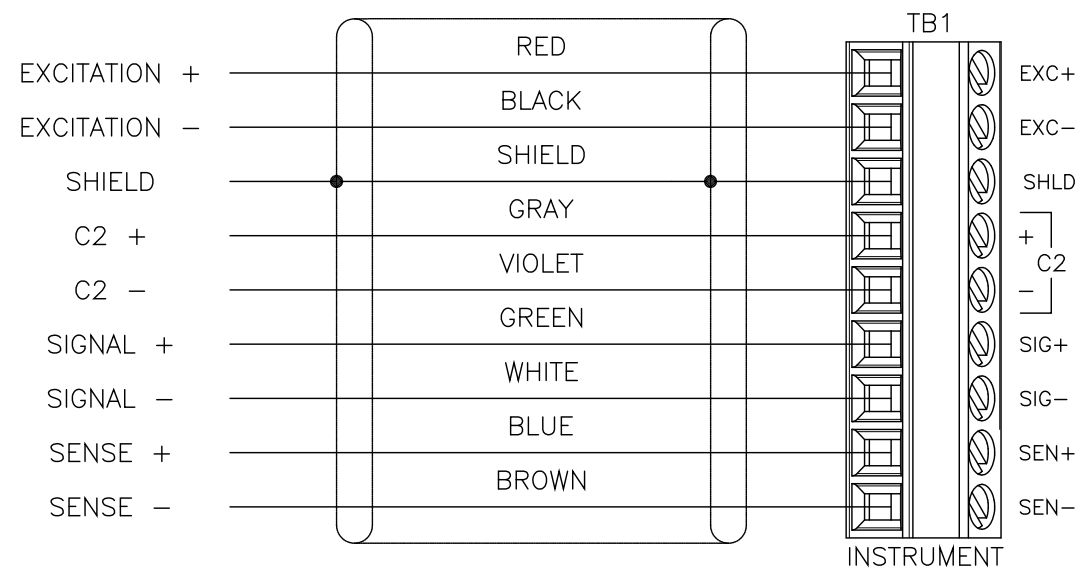 TB1
RED
EXCITATION + EXC+
BLACK
EXCITATION - EXC-
SHIELD
SHIELD SHLD
GRAY
C2 + +
VIOLET C2
C2 - -
GREEN
SIGNAL + SIG+
WHITE
SIGNAL - SIG-
BLUE
SENSE + SEN+
BROWN
SENSE - SEN-
INSTRUMENT